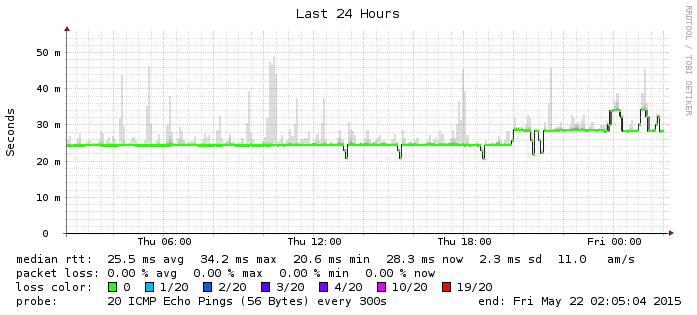 Last 24 Hours
RRDTOOL / TOBI OETIKER
Seconds
50 m
40 m
30 m
20 m
10 m
0
Thu 06:00 Thu 12:00 Thu 18:00 Fri 00:00
median rtt: 25.5 ms avg 34.2 ms max 20.6 ms min 28.3 ms now 2.3 ms sd 11.0 am/s
packet loss: 0.00 % avg 0.00 % max 0.00 % min 0.00 % now
loss color: 0 1/20 2/20 3/20 4/20 10/20 19/20
probe: 20 ICMP Echo Pings (56 Bytes) every 300s end: Fri May 22 02:05:04 2015